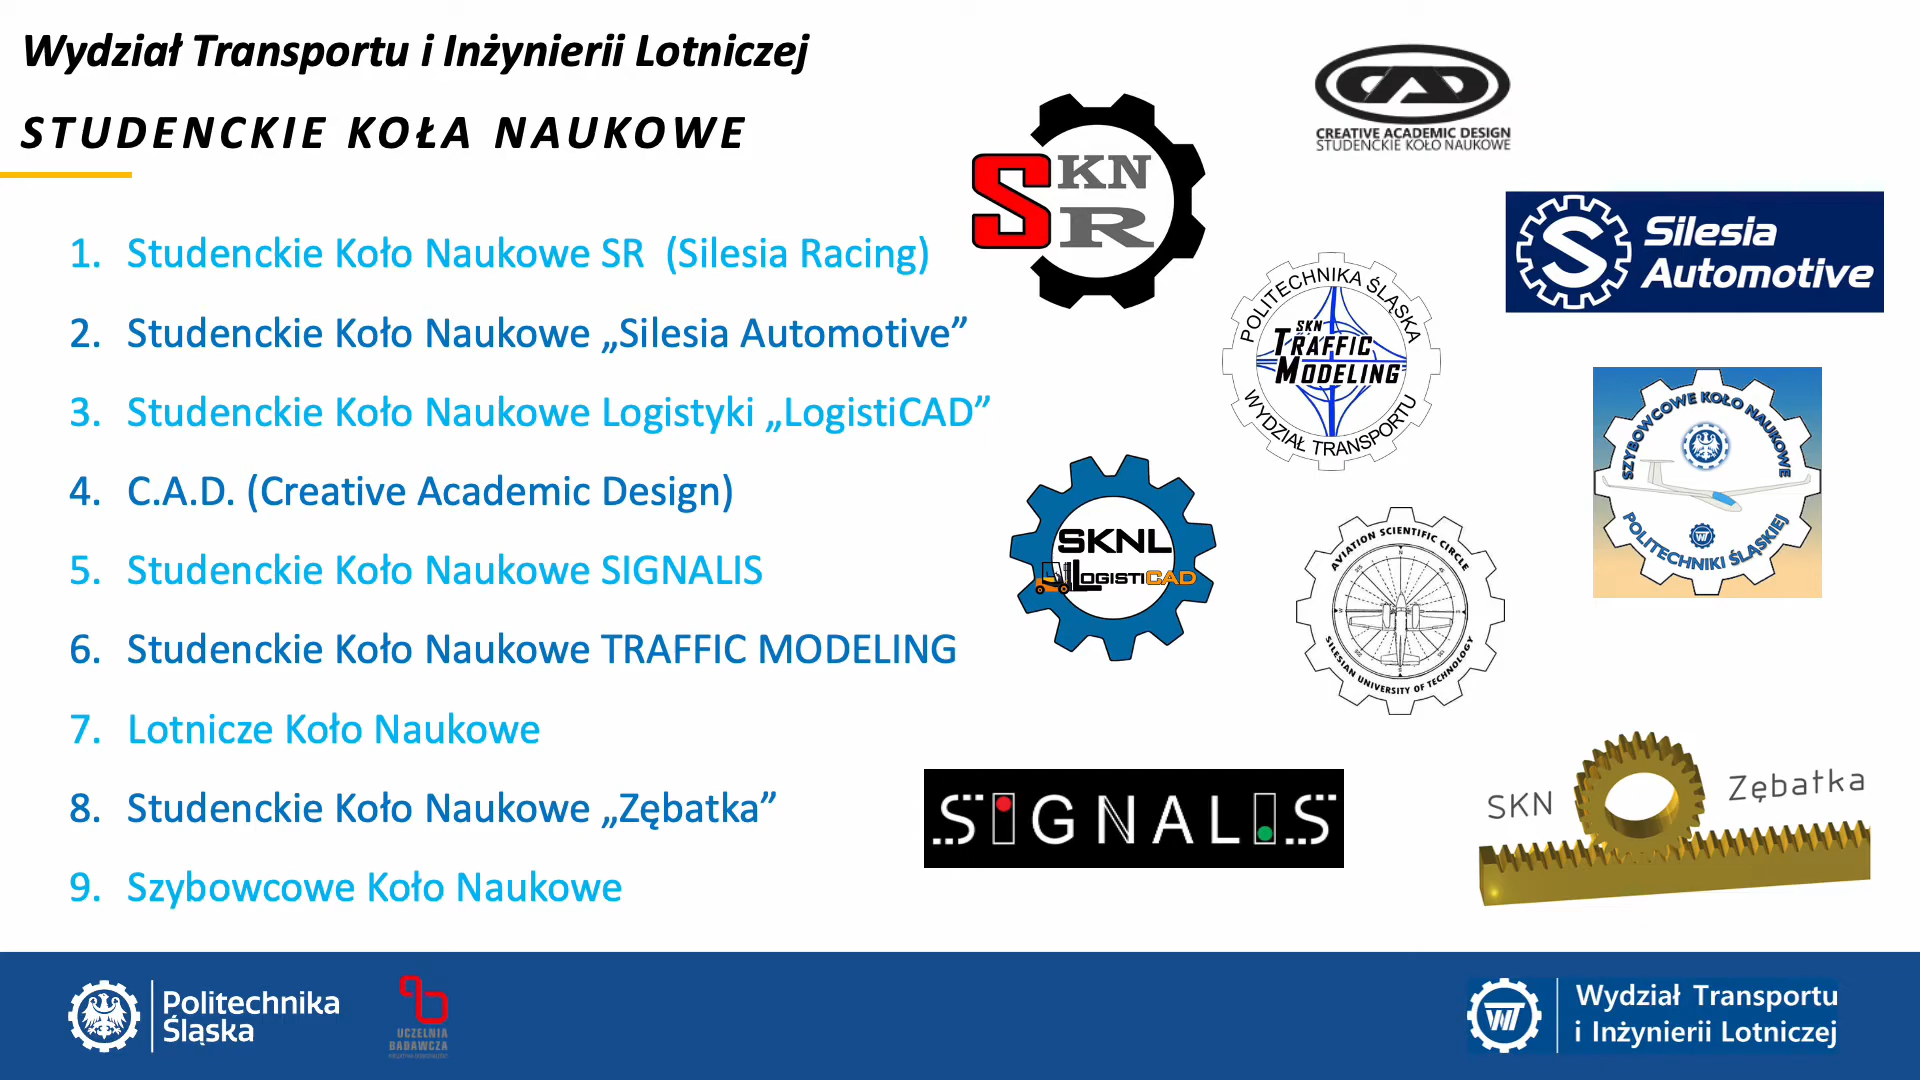 Wydział Transportu i Inżynierii Lotniczej
STUDENCKIE KOŁA NAUKOWE
1. Studenckie Koło Naukowe SR (Silesia Racing)
2. Studenckie Koło Naukowe „Silesia Automotive”
3. Studenckie Koło Naukowe Logistyki „LogistiCAD”
4. C.A.D. (Creative Academic Design)
5. Studenckie Koło Naukowe SIGNALIS
6. Studenckie Koło Naukowe TRAFFIC MODELING
7. Lotnicze Koło Naukowe
8. Studenckie Koło Naukowe „Zębatka”
9. Szybowcowe Koło Naukowe
CAD
CREATIVE ACADEMIC DESIGN
STUDENCKIE KOŁO NAUKOWE
SKN
R
S Silesia
Automotive
POLITECHNIKA ŚLĄSKA
SKN
TRAFFIC
MODELING
WYDZIAŁ TRANSPORTU
SZYBOWCOWE KOŁO NAUKOWE
POLITECHNIKI ŚLĄSKIEJ
SKNL
LOGISTICAD
AVIATION SCIENTIFIC CIRCLE
SILESIAN UNIVERSITY OF TECHNOLOGY
SIGNALIS
SKN Zębatka
Politechnika
Śląska
UCZELNIA
BADAWCZA
Wydział Transportu
i Inżynierii Lotniczej